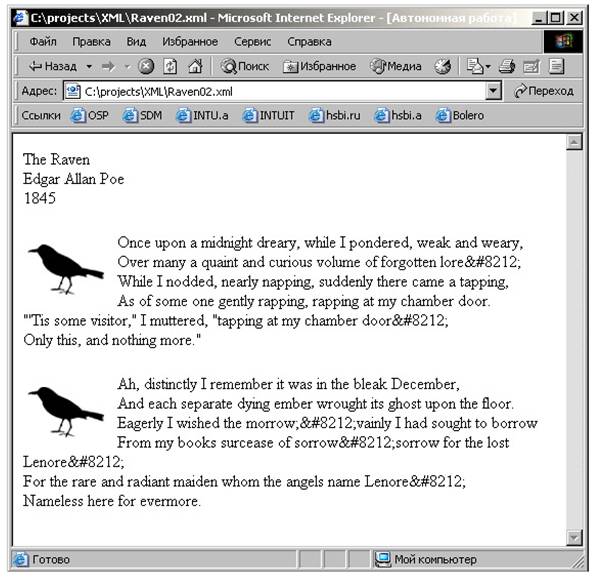 C:\projects\XML\Raven02.xml - Microsoft Internet Explorer - [Автономная работа]
Файл Правка Вид Избранное Сервис Справка
Назад Поиск Избранное Медиа
Адрес: C:\projects\XML\Raven02.xml Переход
Ссылки OSP SDM INTU.a INTUIT hsbi.ru hsbi.a Bolero
The Raven
Edgar Allan Poe
1845
Once upon a midnight dreary, while I pondered, weak and weary,
Over many a quaint and curious volume of forgotten lore&#8212;
While I nodded, nearly napping, suddenly there came a tapping,
As of some one gently rapping, rapping at my chamber door.
"'Tis some visitor," I muttered, "tapping at my chamber door&#8212;
Only this, and nothing more."
Ah, distinctly I remember it was in the bleak December,
And each separate dying ember wrought its ghost upon the floor.
Eagerly I wished the morrow;&#8212;vainly I had sought to borrow
From my books surcease of sorrow&#8212;sorrow for the lost
Lenore&#8212;
For the rare and radiant maiden whom the angels name Lenore&#8212;
Nameless here for evermore.
Готово Мой компьютер